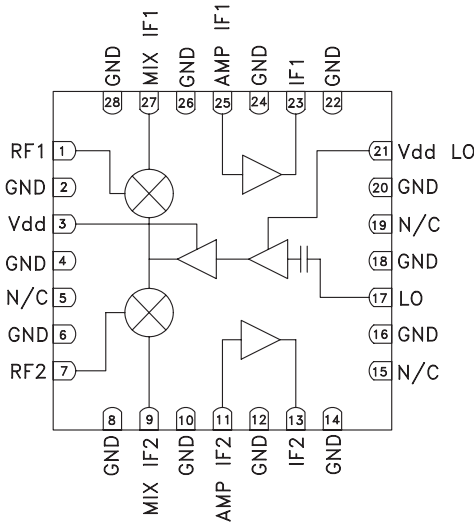 GND
MIX IF1
GND
AMP IF1
GND
IF1
GND
28
27
26
25
24
23
22
RF1
1
GND
2
Vdd
3
GND
4
N/C
5
GND
6
RF2
7
21
Vdd LO
20
GND
19
N/C
18
GND
17
LO
16
GND
15
N/C
8
9
10
11
12
13
14
GND
MIX IF2
GND
AMP IF2
GND
IF2
GND